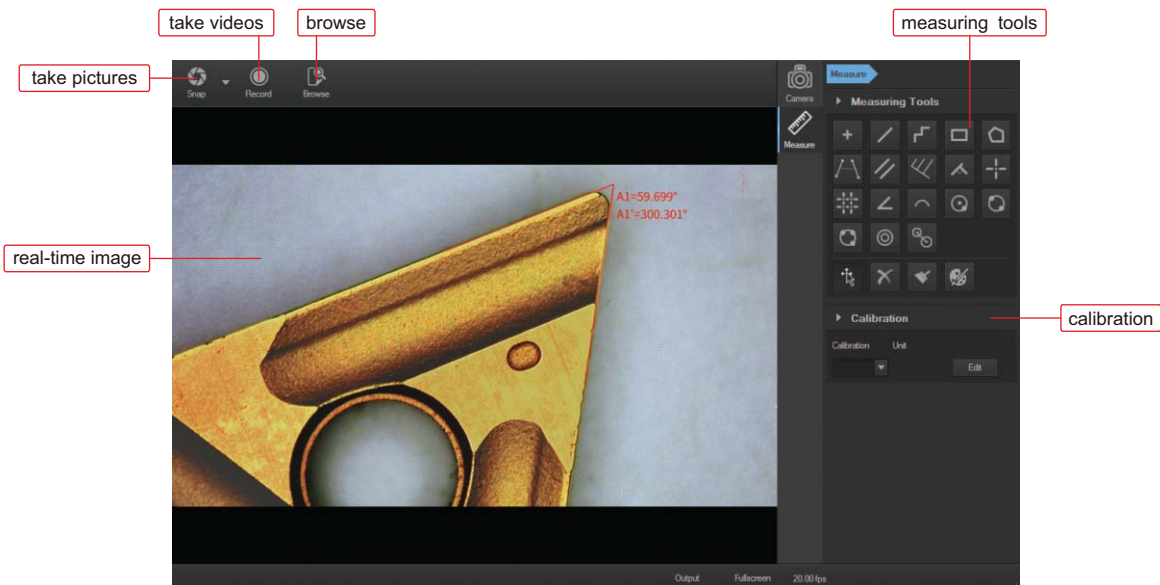 take videos
browse
measuring tools
take pictures
Snap
Record
Browse
Camera
Measure
Measure
Measuring Tools
A1=59.699°
A1'=300.301°
real-time image
Calibration
calibration
Calibration Unit
Edit
Output Fullscreen 20.00 fps